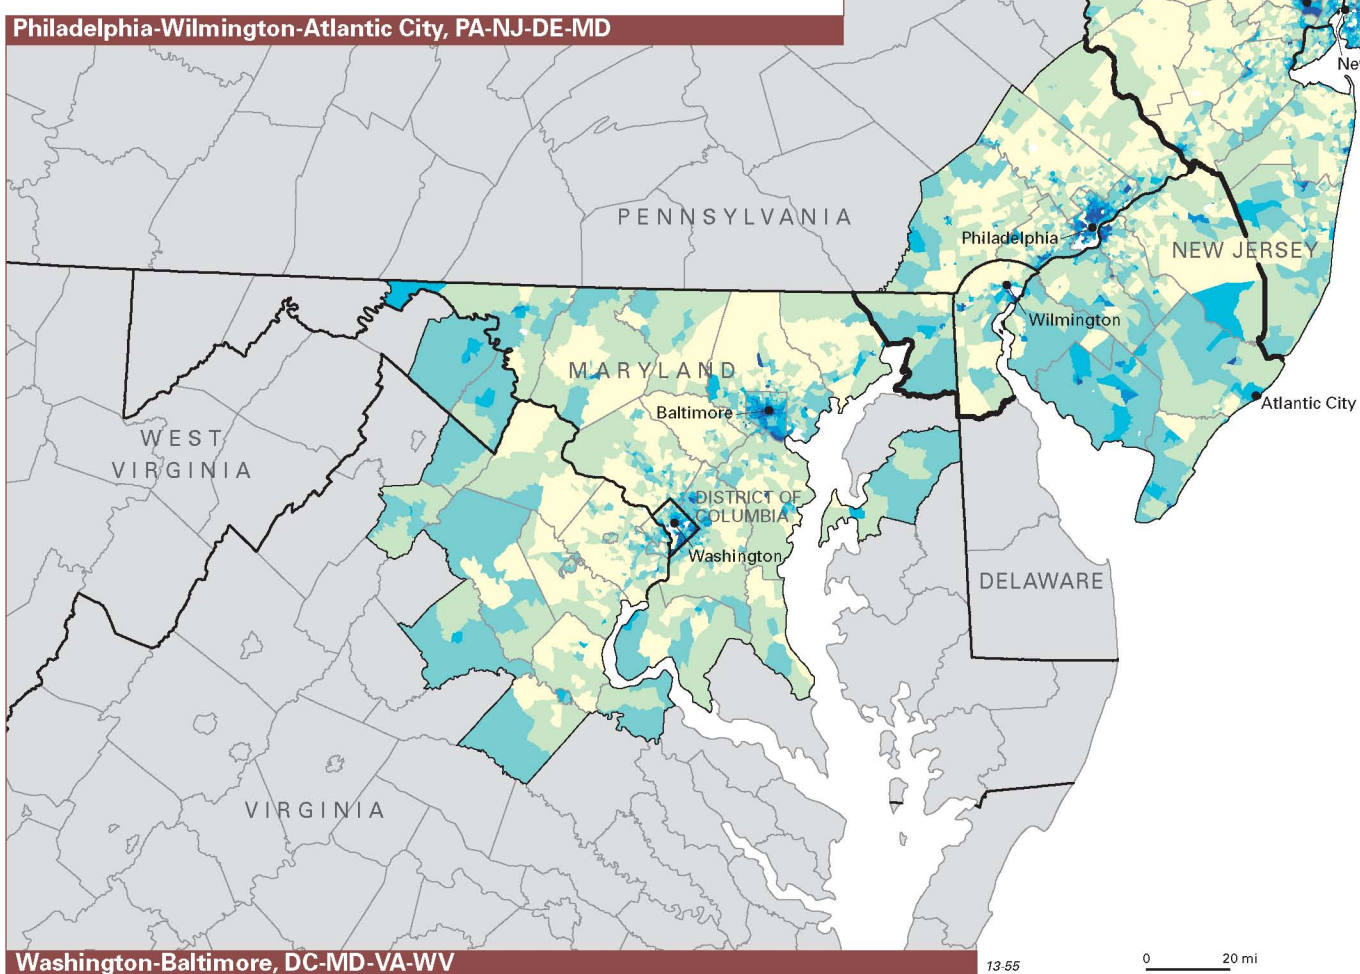 Philadelphia-Wilmington-Atlantic City, PA-NJ-DE-MD
PENNSYLVANIA
Philadelphia
NEW JERSEY
Wilmington
MARYLAND
Baltimore
Atlantic City
WEST
VIRGINIA
DISTRICT OF
COLUMBIA
Washington
DELAWARE
VIRGINIA
Washington-Baltimore, DC-MD-VA-WV
13-55
0 20 mi